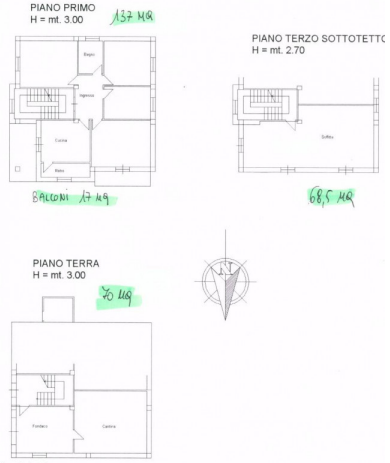 PIANO PRIMO
H = mt. 3.00
137 MQ
Bagno
Ingresso
Cucina
BALCONI 17 MQ
PIANO TERZO SOTTOTETTO
H = mt. 2.70
Soffitta
68,5 MQ
PIANO TERRA
H = mt. 3.00
70 MQ
Fondaco
Cantina
N